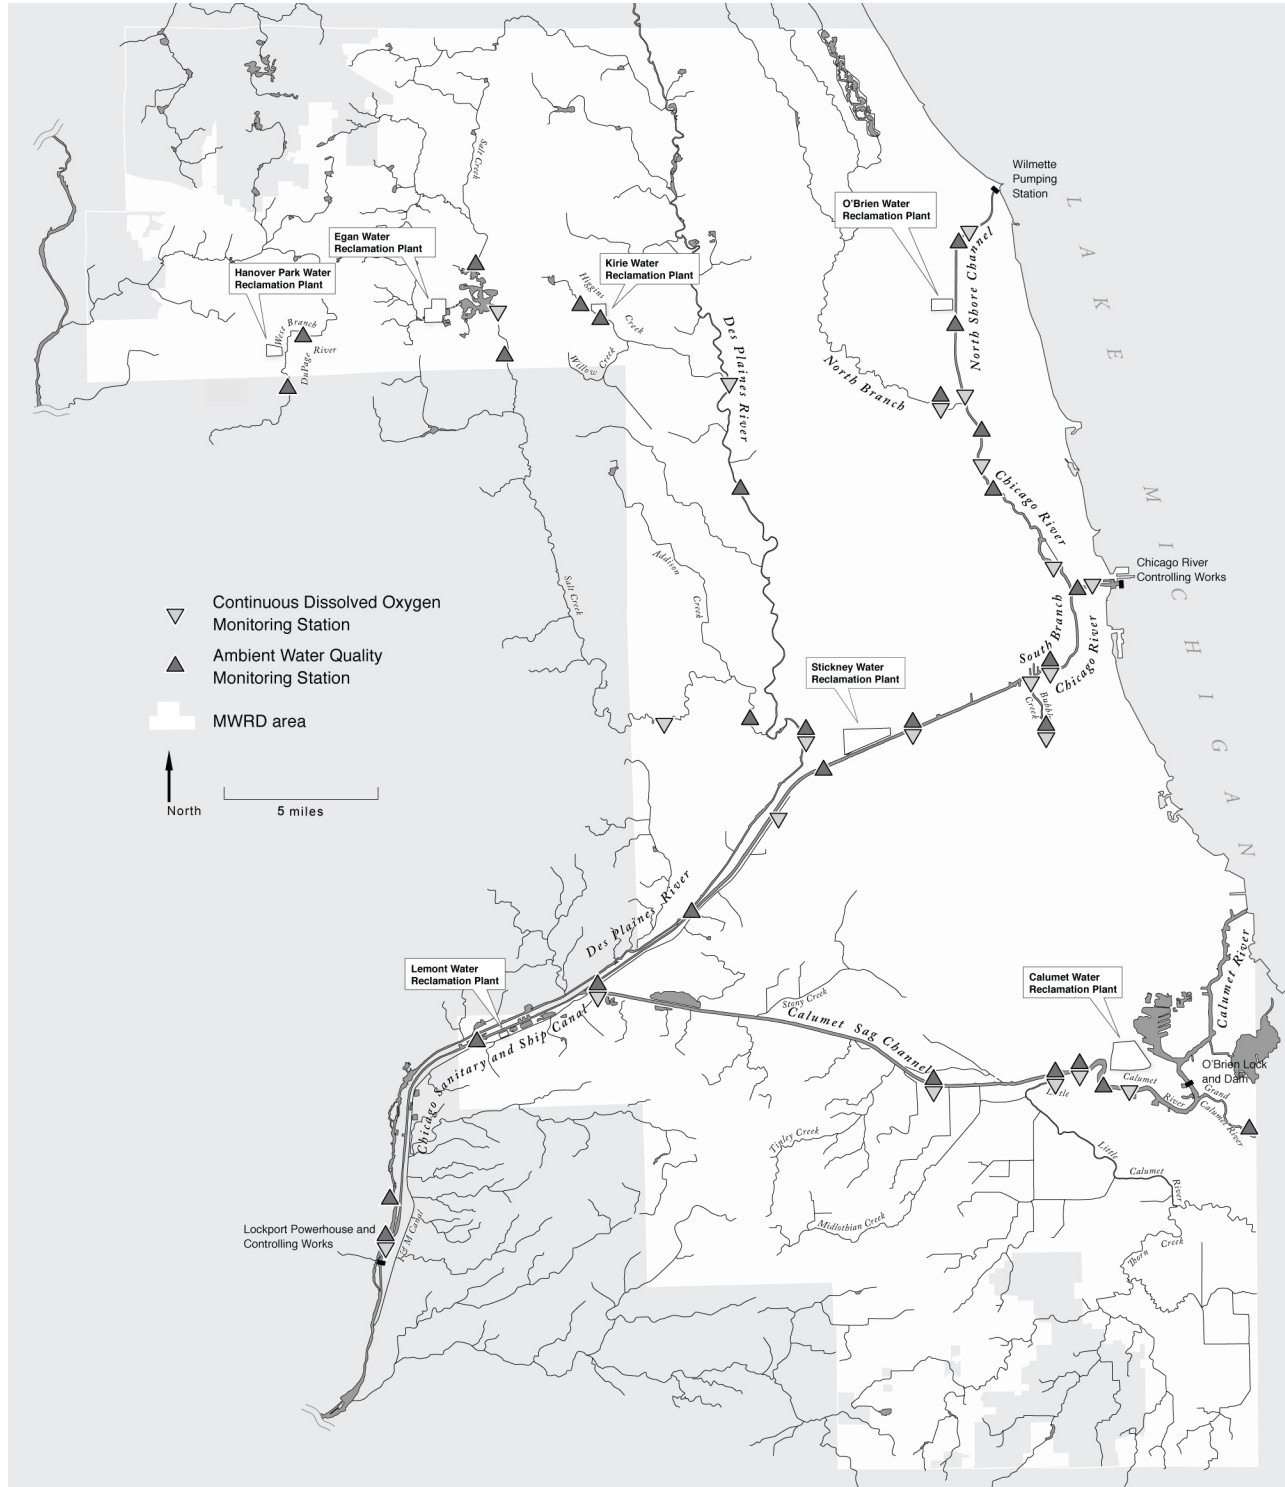 Wilmette
Pumping
Station
O'Brien Water
Reclamation Plant
Egan Water
Reclamation Plant
Hanover Park Water
Reclamation Plant
Kirie Water
Reclamation Plant
Salt Creek
North Shore Channel
LAKE
MICHIGAN
Higgins
Creek
Willow Creek
West Branch
DuPage
River
Des Plaines River
North Branch
Chicago River
Chicago River
Controlling Works
Addison
Creek
Salt Creek
Continuous Dissolved Oxygen
Monitoring Station
Ambient Water Quality
Monitoring Station
MWRD area
North
5 miles
South Branch
Chicago River
Stickney Water
Reclamation Plant
Bubbly
Creek
Des Plaines River
Lemont Water
Reclamation Plant
Calumet Water
Reclamation Plant
Calumet River
Stony Creek
Calumet Sag Channel
Chicago Sanitary and Ship Canal
O'Brien Lock
and Dam
Little
Calumet
River
Grand
Calumet River
Tinley Creek
Little
Calumet
River
Midlothian Creek
Thorn Creek
Lockport Powerhouse and
Controlling Works
I & M Canal